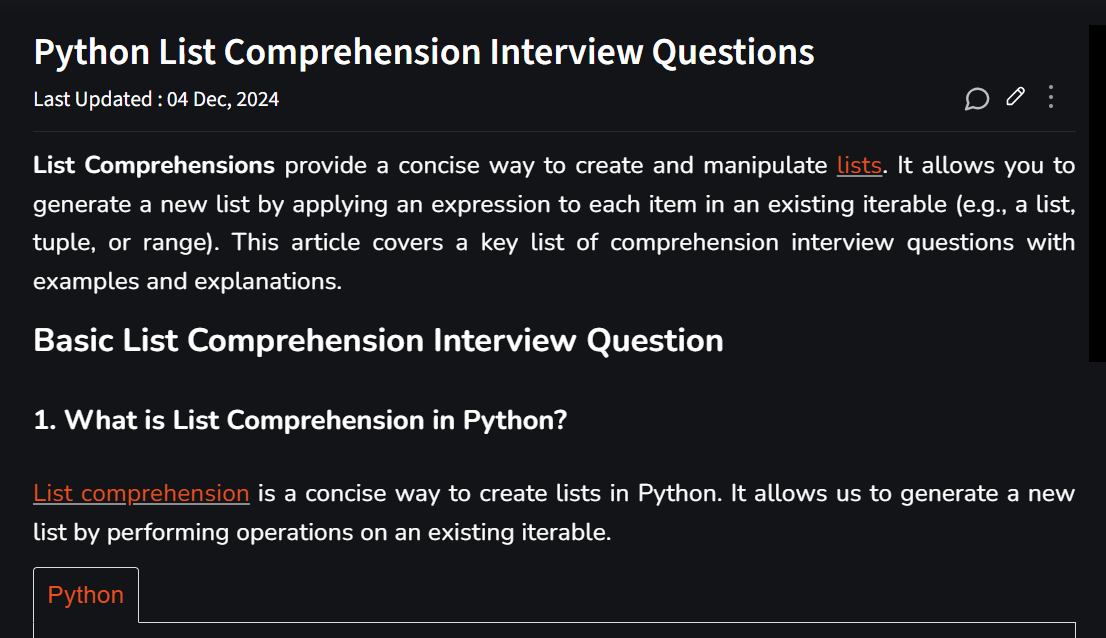 Python List Comprehension Interview Questions
Last Updated : 04 Dec, 2024
List Comprehensions provide a concise way to create and manipulate lists. It allows you to
generate a new list by applying an expression to each item in an existing iterable (e.g., a list,
tuple, or range). This article covers a key list of comprehension interview questions with
examples and explanations.
Basic List Comprehension Interview Question
1. What is List Comprehension in Python?
List comprehension is a concise way to create lists in Python. It allows us to generate a new
list by performing operations on an existing iterable.
Python